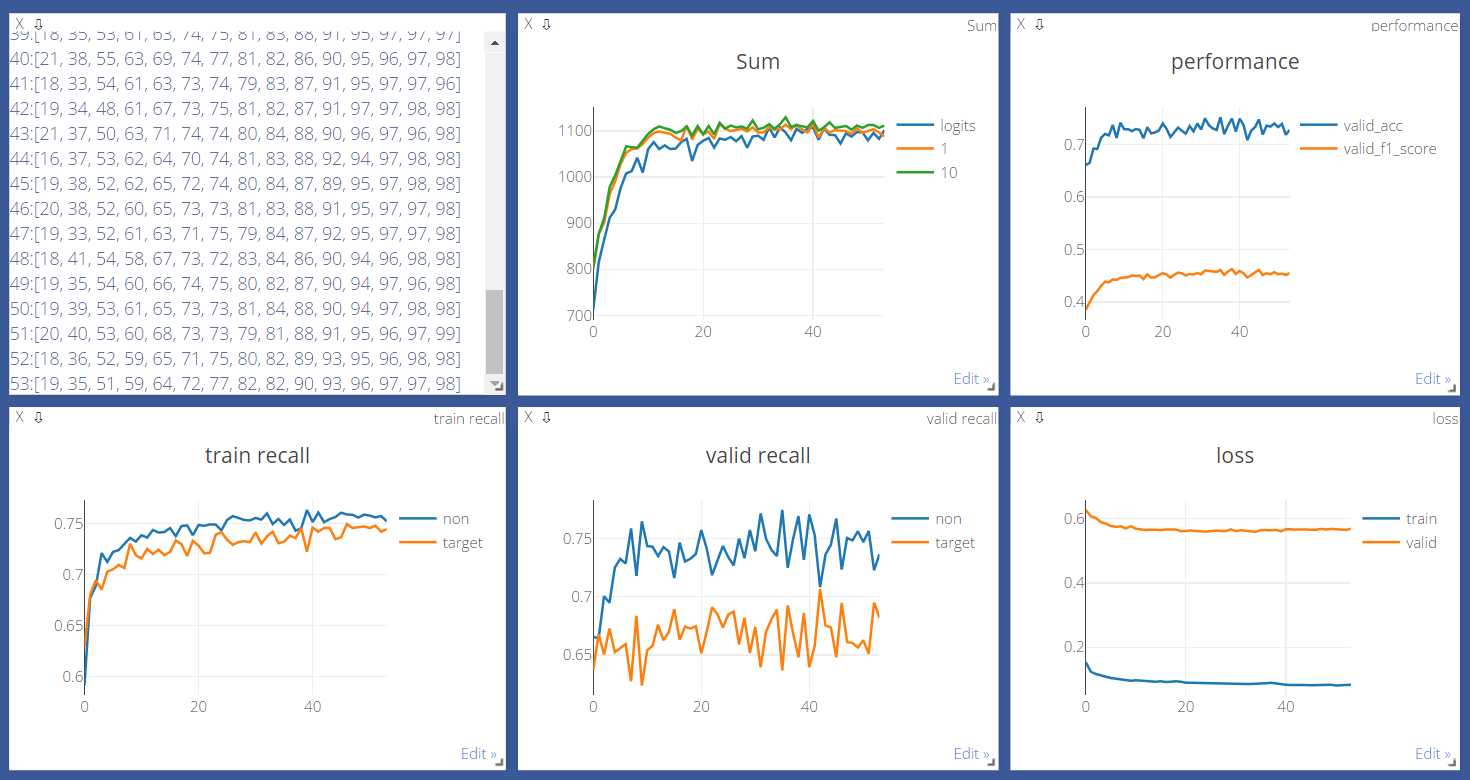 X ⇩
39:[18, 35, 53, 61, 63, 74, 75, 81, 83, 88, 91, 95, 97, 97, 97]
40:[21, 38, 55, 63, 69, 74, 77, 81, 82, 86, 90, 95, 96, 97, 98]
41:[18, 33, 54, 61, 63, 73, 74, 79, 83, 87, 91, 95, 97, 97, 96]
42:[19, 34, 48, 61, 67, 73, 75, 81, 82, 87, 91, 97, 97, 98, 98]
43:[21, 37, 50, 63, 71, 74, 74, 80, 84, 88, 90, 96, 97, 96, 98]
44:[16, 37, 53, 62, 64, 70, 74, 81, 83, 88, 92, 94, 97, 98, 98]
45:[19, 38, 52, 62, 65, 72, 74, 80, 84, 87, 89, 95, 97, 98, 98]
46:[20, 38, 52, 60, 65, 73, 73, 81, 83, 88, 91, 95, 97, 97, 98]
47:[19, 33, 52, 61, 63, 71, 75, 79, 84, 87, 92, 95, 97, 97, 98]
48:[18, 41, 54, 58, 67, 73, 72, 83, 84, 86, 90, 94, 96, 98, 98]
49:[19, 35, 54, 60, 66, 74, 75, 80, 82, 87, 90, 94, 97, 96, 98]
50:[19, 39, 53, 61, 65, 73, 73, 81, 84, 88, 90, 94, 97, 98, 98]
51:[20, 40, 53, 60, 68, 73, 73, 79, 81, 88, 91, 95, 96, 97, 99]
52:[18, 36, 52, 59, 65, 71, 75, 80, 82, 89, 93, 95, 96, 98, 98]
53:[19, 35, 51, 59, 64, 72, 77, 82, 82, 90, 93, 96, 97, 97, 98]
X ⇩
Sum
Sum
1100
1000
900
800
700
0
20
40
logits
1
10
Edit »
X ⇩
performance
performance
0.7
0.6
0.5
0.4
0
20
40
valid_acc
valid_f1_score
Edit »
X ⇩
train recall
train recall
0.75
0.7
0.65
0.6
0
20
40
non
target
Edit »
X ⇩
valid recall
valid recall
0.75
0.7
0.65
0
20
40
non
target
Edit »
X ⇩
loss
loss
0.6
0.4
0.2
0
20
40
train
valid
Edit »